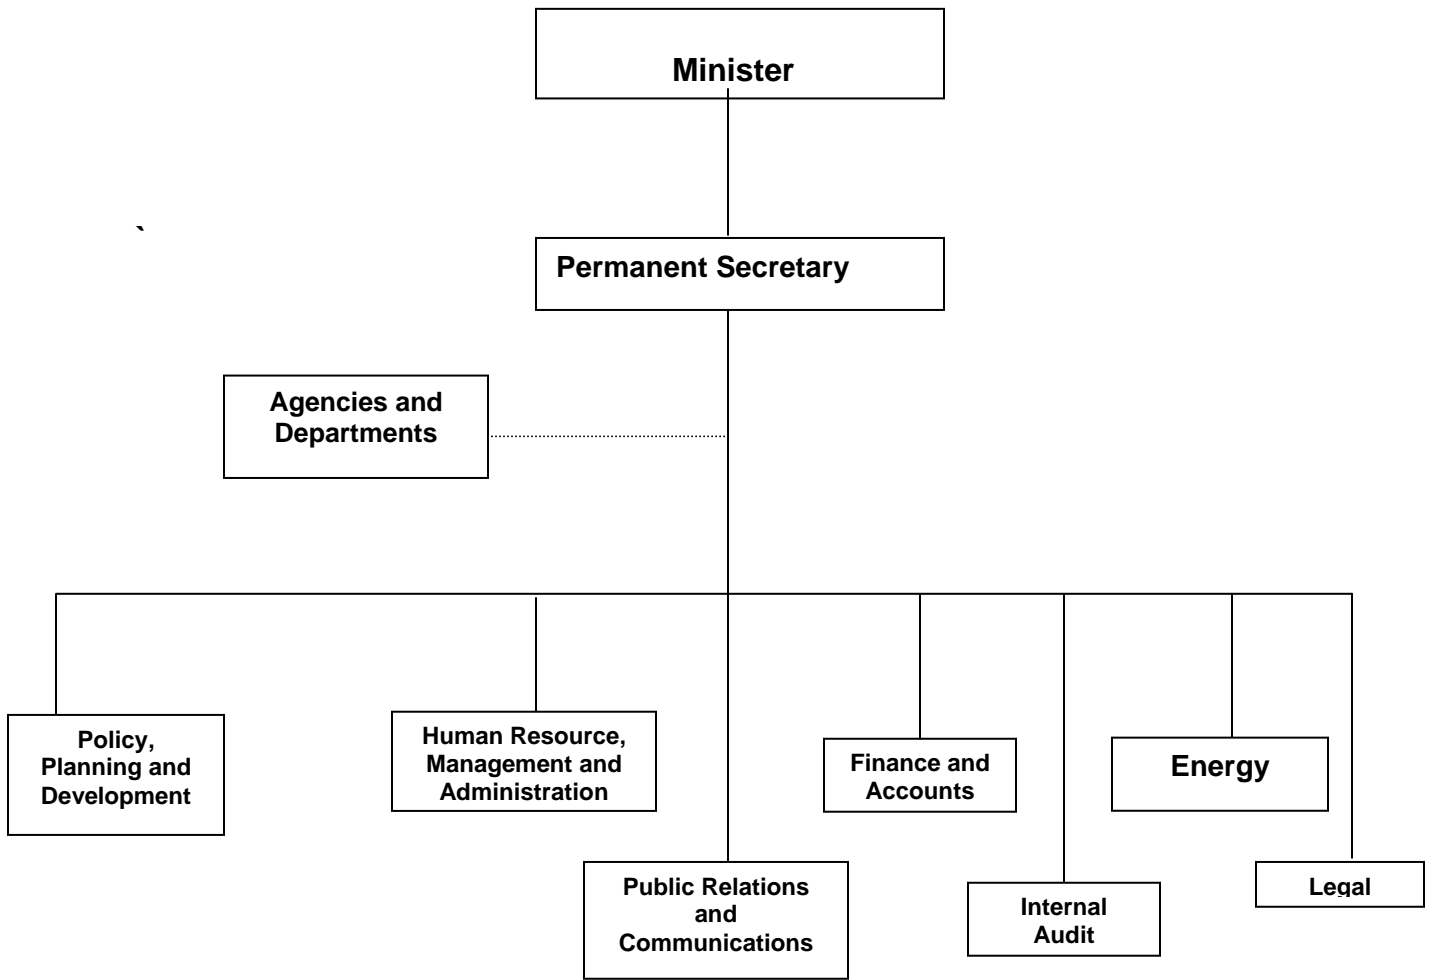 Minister
`
Permanent Secretary
Agencies and
Departments
Policy,
Planning and
Development
Human Resource,
Management and
Administration
Public Relations
and
Communications
Finance and
Accounts
Internal
Audit
Energy
Legal